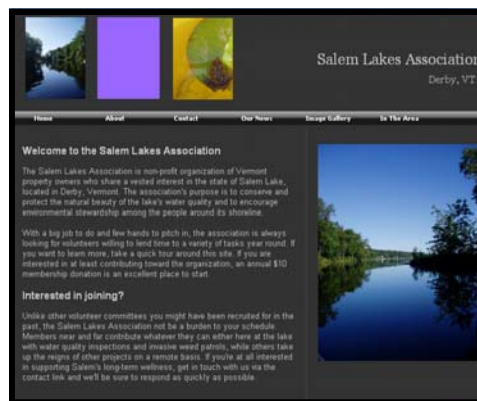 Salem Lakes Association
Derby, VT
Home About Contact Our News Image Gallery In The Area
Welcome to the Salem Lakes Association
The Salem Lakes Association is non-profit organization of Vermont
property owners who share a vested interest in the state of Salem Lake,
located in Derby, Vermont. The association's purpose is to conserve and
protect the natural beauty of the lake's water quality and to encourage
environmental stewardship among the people around its shoreline.
With a big job to do and few hands to pitch in, the association is always
looking for volunteers willing to lend time to a variety of tasks year round. If
you want to learn more, take a quick tour around this site. If you are
interested in at least contributing toward the organization, an annual $10
membership donation is an excellent place to start.
Interested in joining?
Unlike other volunteer committees you might have been recruited for in the
past, the Salem Lakes Association not be a burden to your schedule.
Members near and far contribute whatever they can either here at the lake
with water quality inspections and invasive weed patrols, while others take
up the reigns of other projects on a remote basis. If you're at all interested
in supporting Salem's long-term wellness, get in touch with us via the
contact link and we'll be sure to respond as quickly as possible.